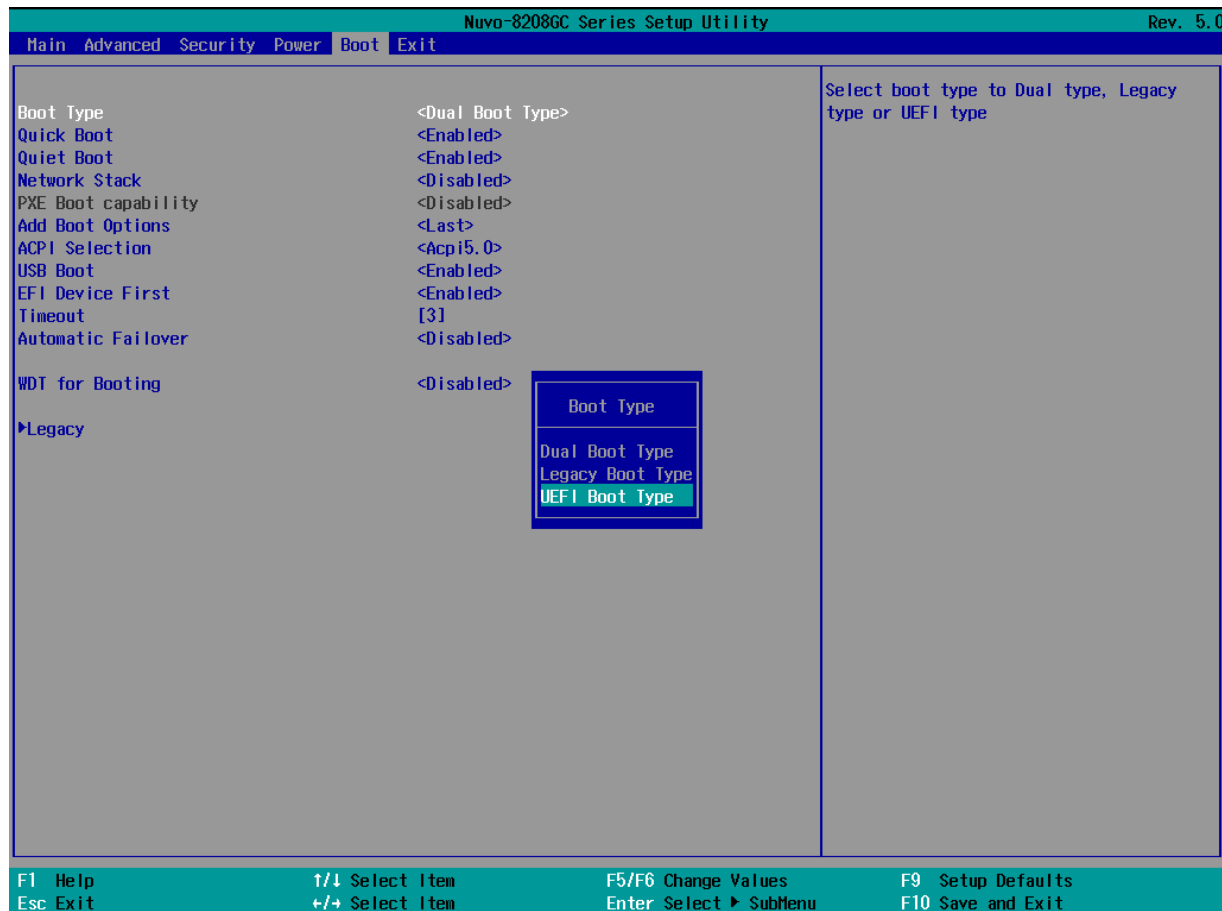 Nuvo-8208GC Series Setup Utility Rev. 5.0
Main Advanced Security Power Boot Exit
Boot Type <Dual Boot Type>
Quick Boot <Enabled>
Quiet Boot <Enabled>
Network Stack <Disabled>
PXE Boot capability <Disabled>
Add Boot Options <Last>
ACPI Selection <Acpi5.0>
USB Boot <Enabled>
EFI Device First <Enabled>
Timeout [3]
Automatic Failover <Disabled>
WDT for Booting <Disabled>
▶Legacy
Boot Type
Dual Boot Type
Legacy Boot Type
UEFI Boot Type
Select boot type to Dual type, Legacy
type or UEFI type
F1 Help ↑/↓ Select Item F5/F6 Change Values F9 Setup Defaults
Esc Exit ←/→ Select Item Enter Select ▶ SubMenu F10 Save and Exit